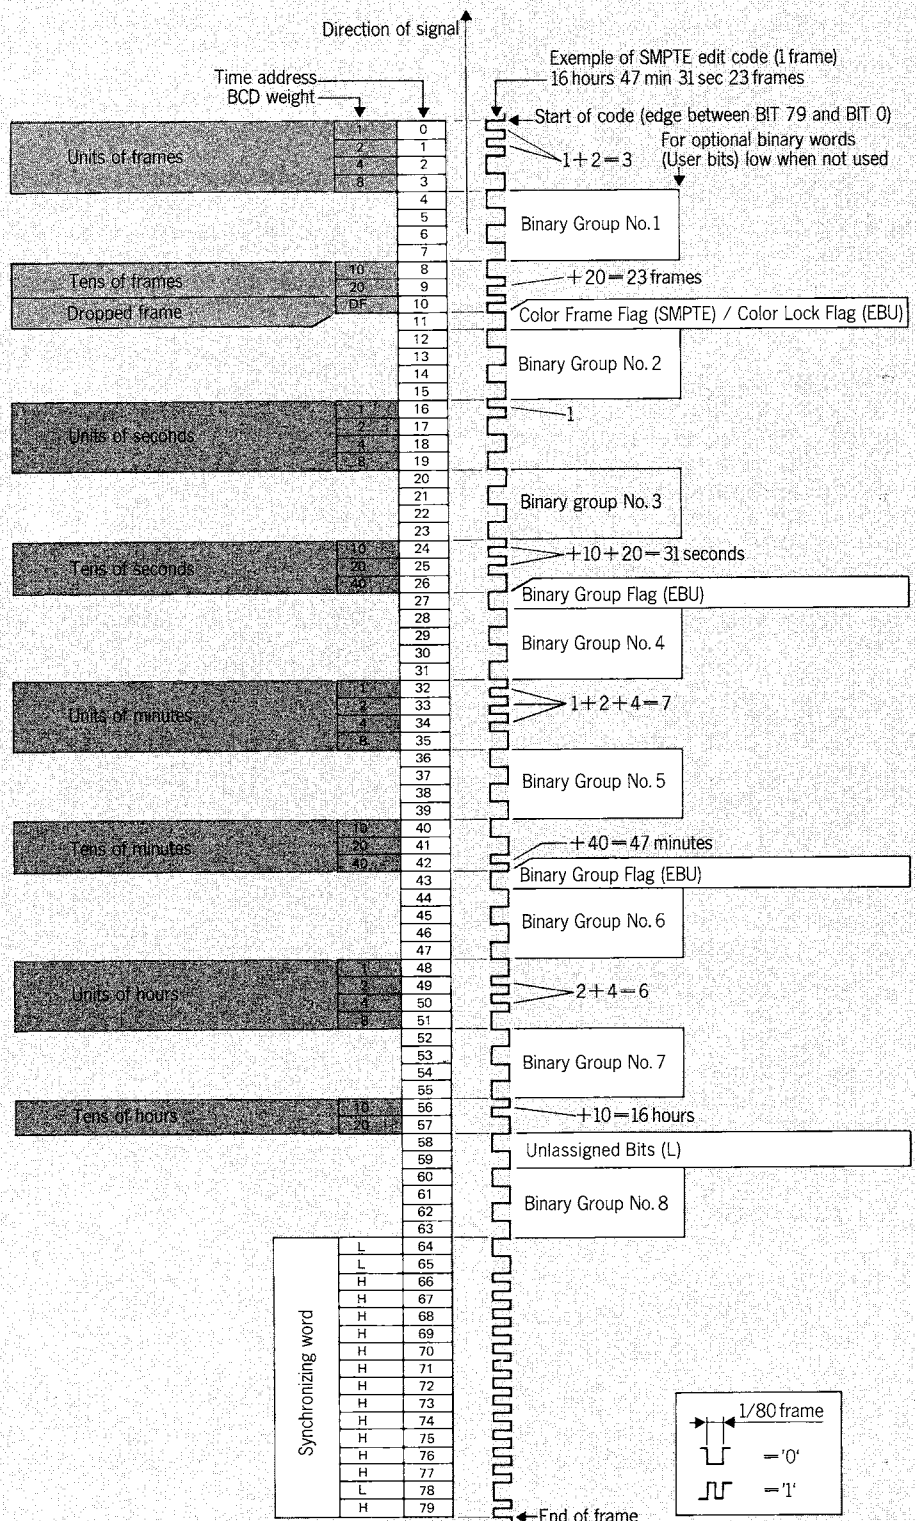 Direction of signal
Exemple of SMPTE edit code (1 frame)
16 hours 47 min 31 sec 23 frames
Time address
BCD weight
Start of code (edge between BIT 79 and BIT 0)
For optional binary words
(User bits) low when not used
Units of frames
1 0
2 1
4 2
8 3
1+2=3
4
5
6
7
Binary Group No.1
Tens of frames
10 8
20 9
+20=23 frames
Dropped frame
DF 10
11
Color Frame Flag (SMPTE) / Color Lock Flag (EBU)
12
13
14
15
Binary Group No. 2
Units of seconds
1 16
2 17
4 18
8 19
1
20
21
22
23
Binary group No.3
Tens of seconds
10 24
20 25
40 26
+10+20=31 seconds
27
Binary Group Flag (EBU)
28
29
30
31
Binary Group No. 4
Units of minutes
1 32
2 33
4 34
8 35
1+2+4=7
36
37
38
39
Binary Group No. 5
Tens of minutes
10 40
20 41
40 42
+40=47 minutes
43
Binary Group Flag (EBU)
44
45
46
47
Binary Group No. 6
Units of hours
1 48
2 49
4 50
8 51
2+4=6
52
53
54
55
Binary Group No. 7
Tens of hours
10 56
20 57
+10=16 hours
58
59
Unlassigned Bits (L)
60
61
62
63
Binary Group No. 8
Synchronizing word
L 64
L 65
H 66
H 67
H 68
H 69
H 70
H 71
H 72
H 73
H 74
H 75
H 76
H 77
L 78
H 79
End of frame
1/80 frame
='0'
='1'